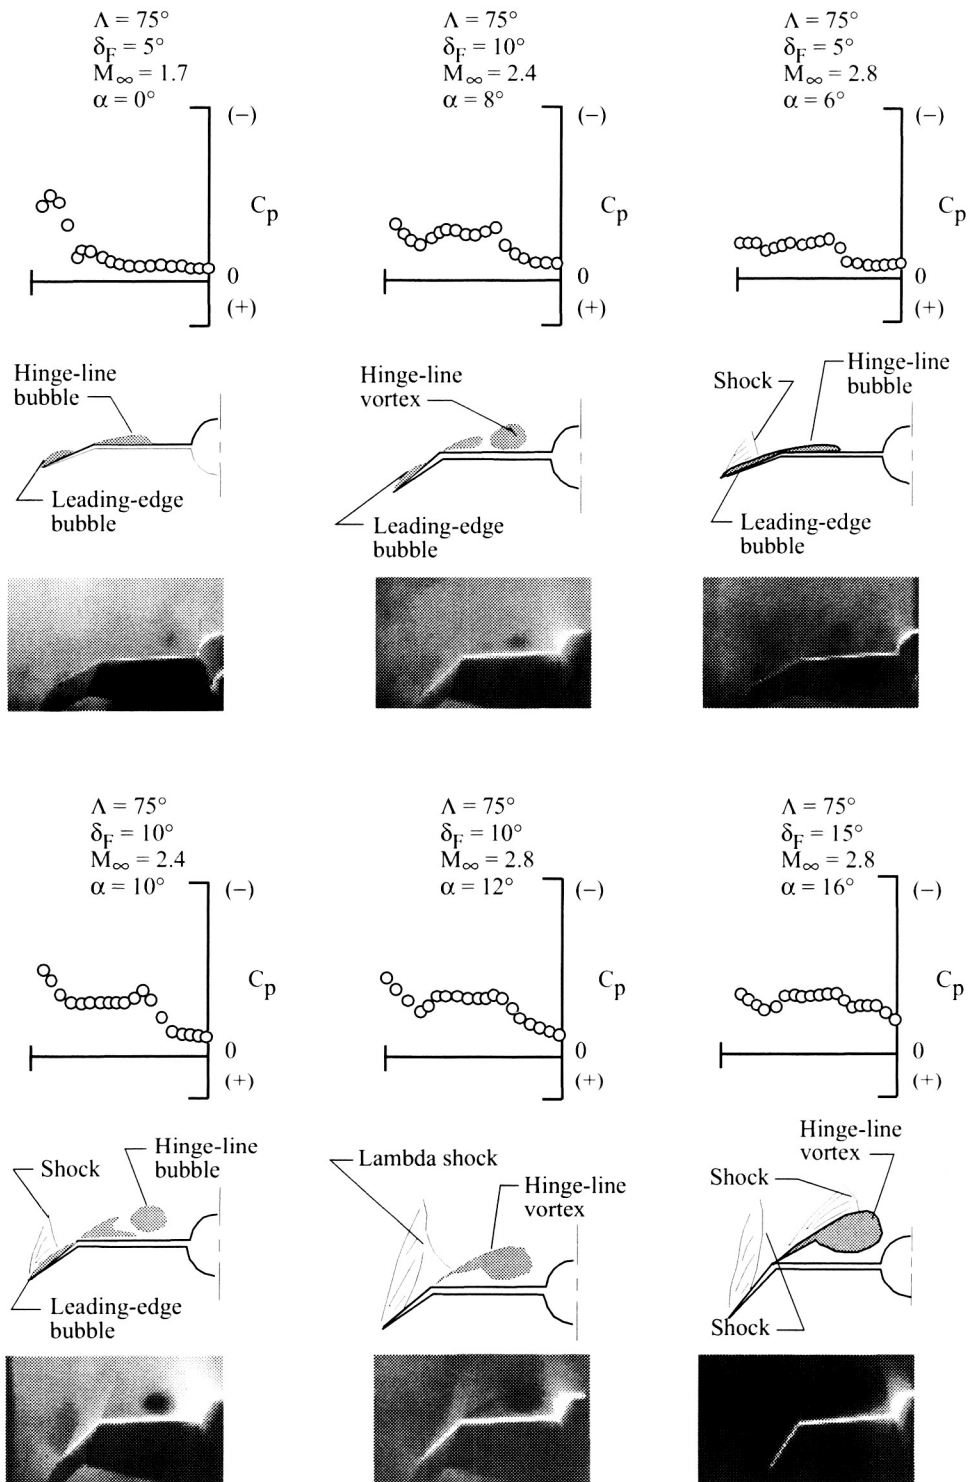 Λ = 75°
δF = 5°
M∞ = 1.7
α = 0°
(−)
Cp
0
(+)
Hinge-line
bubble
Leading-edge
bubble
Λ = 75°
δF = 10°
M∞ = 2.4
α = 8°
(−)
Cp
0
(+)
Hinge-line
vortex
Leading-edge
bubble
Λ = 75°
δF = 5°
M∞ = 2.8
α = 6°
(−)
Cp
0
(+)
Shock
Hinge-line
bubble
Leading-edge
bubble
Λ = 75°
δF = 10°
M∞ = 2.4
α = 10°
(−)
Cp
0
(+)
Shock
Hinge-line
bubble
Leading-edge
bubble
Λ = 75°
δF = 10°
M∞ = 2.8
α = 12°
(−)
Cp
0
(+)
Lambda shock
Hinge-line
vortex
Λ = 75°
δF = 15°
M∞ = 2.8
α = 16°
(−)
Cp
0
(+)
Hinge-line
vortex
Shock
Shock